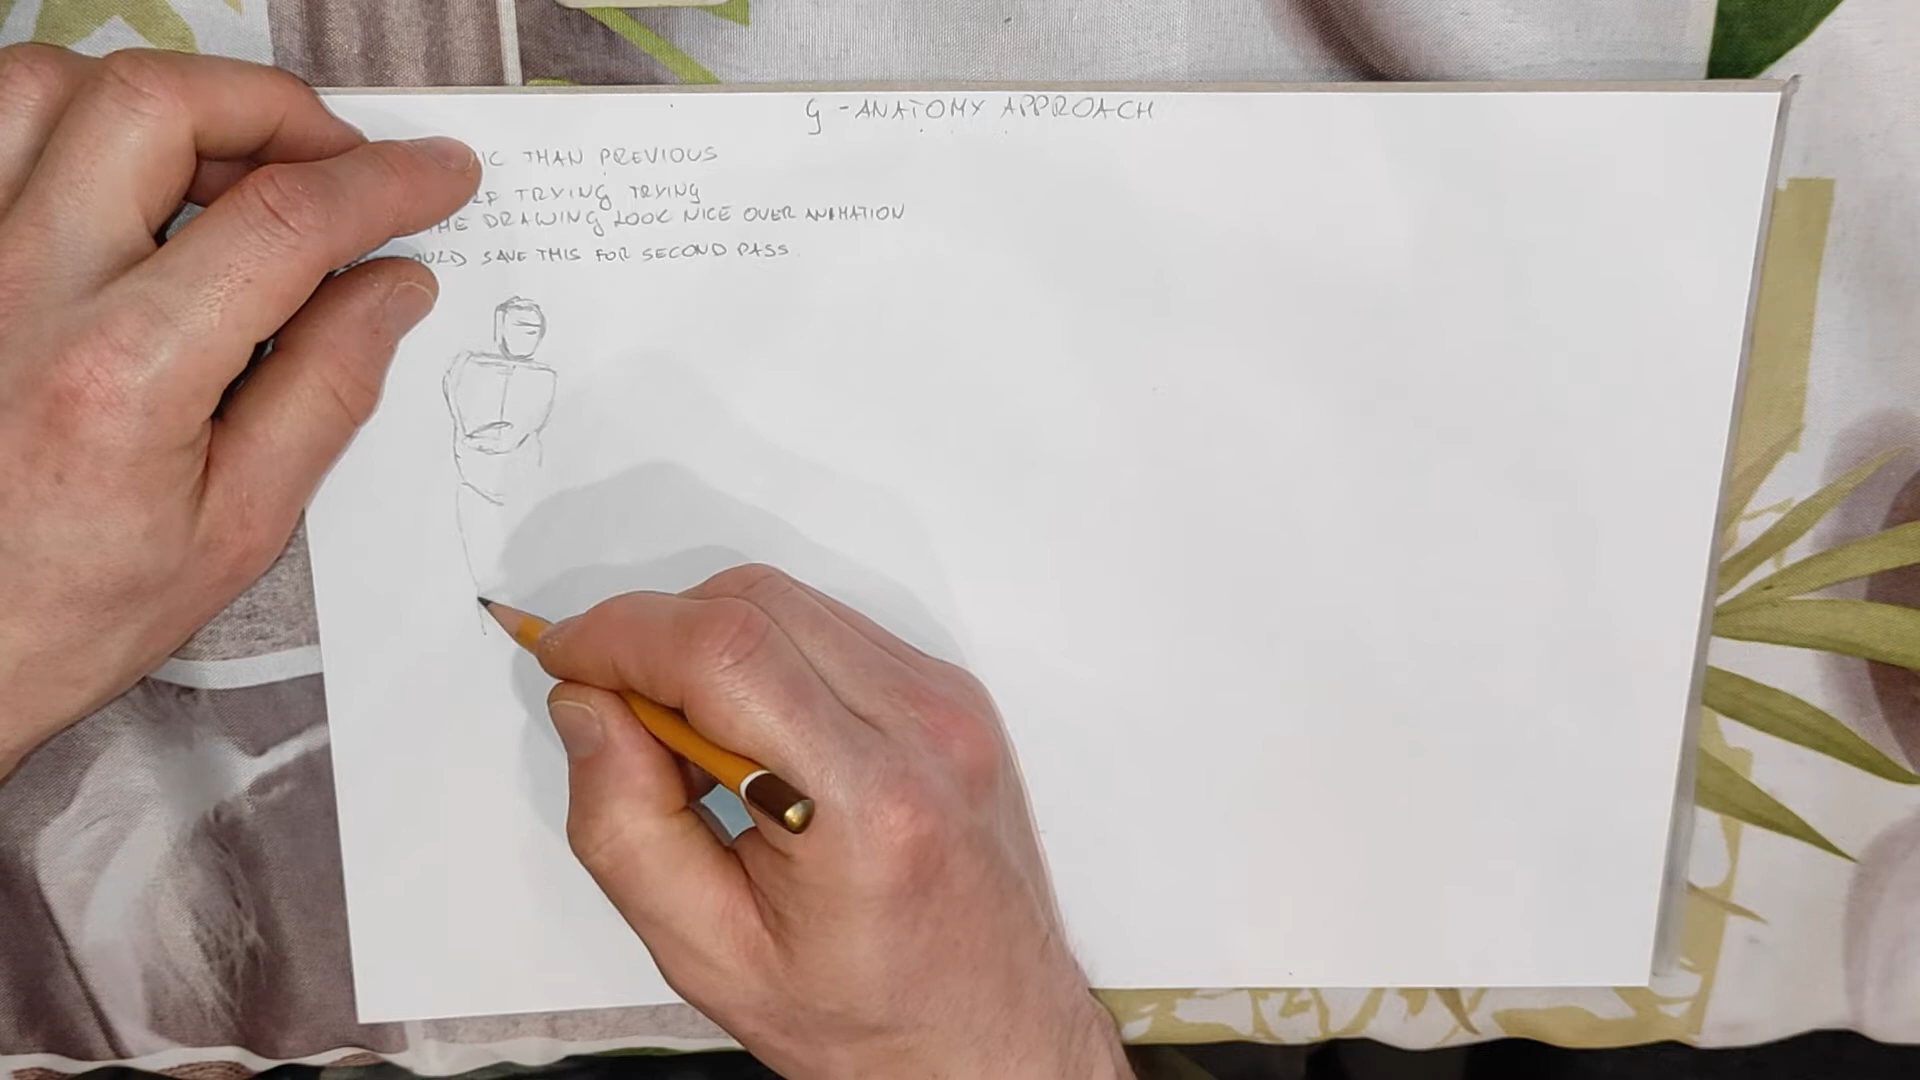 9 - ANATOMY APPROACH
THAN PREVIOUS
TRYING TRYING
DRAWING LOOK NICE OVER ANIMATION
SAVE THIS FOR SECOND PASS